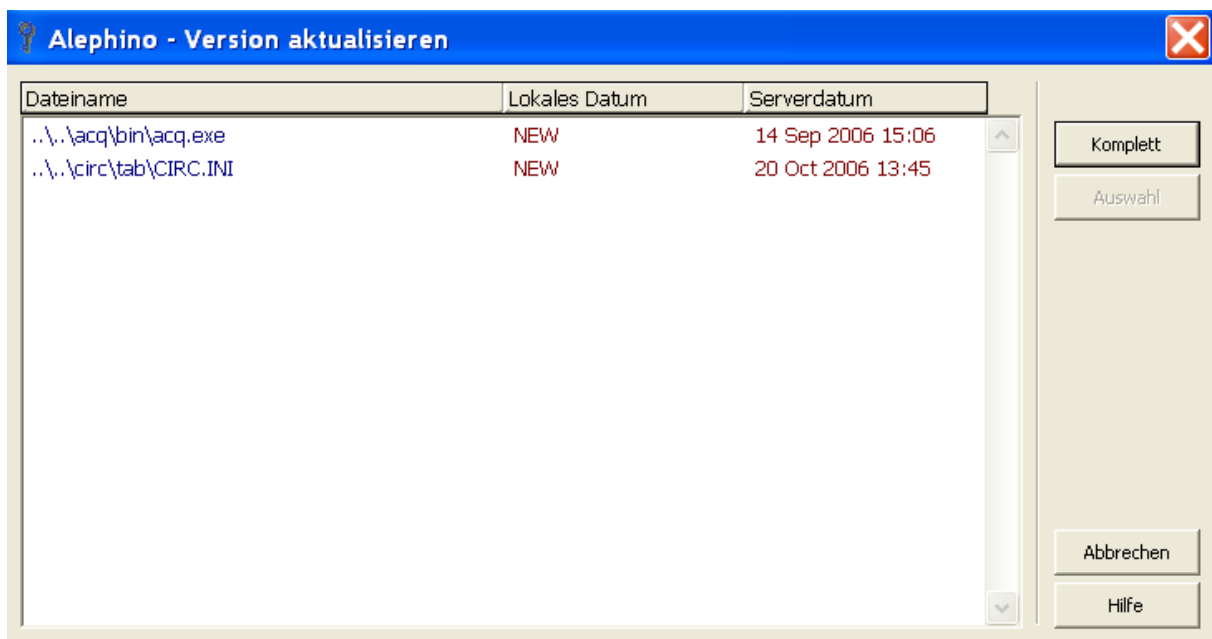 Alephino - Version aktualisieren
Dateiname Lokales Datum Serverdatum
..\..\acq\bin\acq.exe NEW 14 Sep 2006 15:06
..\..\circ\tab\CIRC.INI NEW 20 Oct 2006 13:45
Komplett
Auswahl
Abbrechen
Hilfe